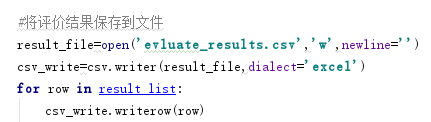 #将评价结果保存到文件
result_file=open('evluate_results.csv','w',newline='')
csv_write=csv.writer(result_file,dialect='excel')
for row in result_list:
    csv_write.writerow(row)